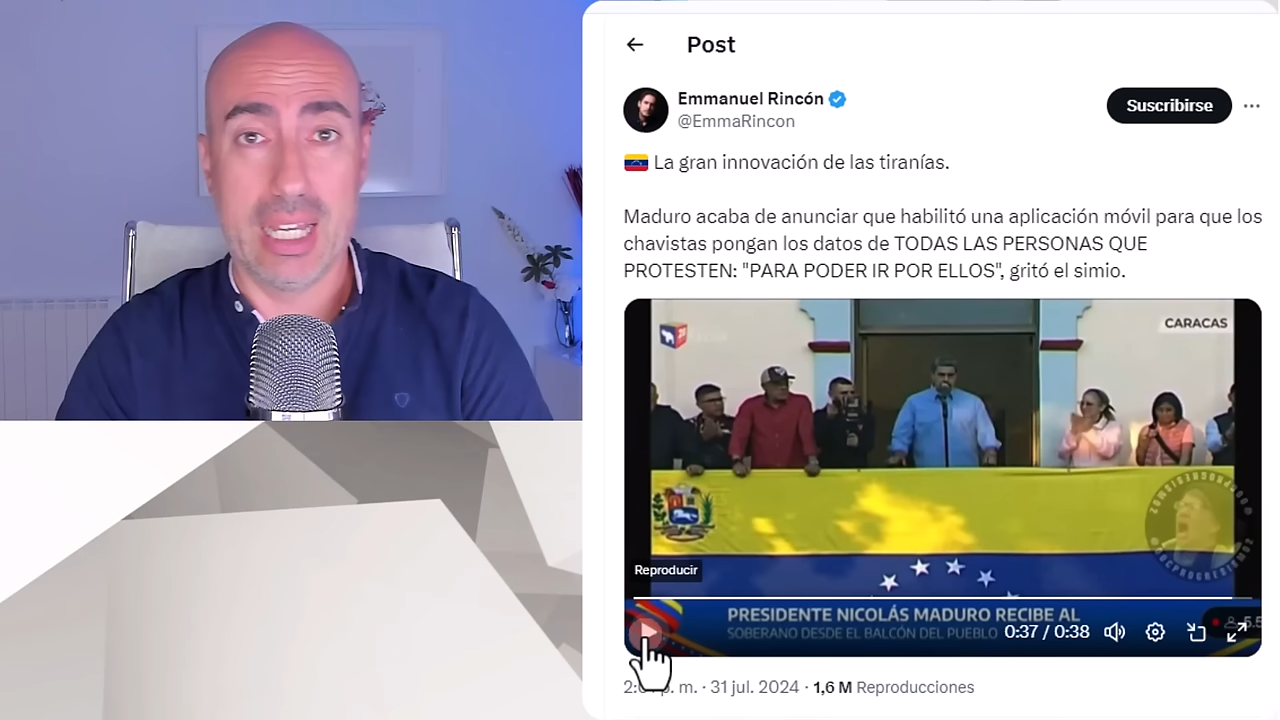 Post
Emmanuel Rincón
@EmmaRincon
Suscribirse
La gran innovación de las tiranías.
Maduro acaba de anunciar que habilitó una aplicación móvil para que los
chavistas pongan los datos de TODAS LAS PERSONAS QUE
PROTESTEN: "PARA PODER IR POR ELLOS", gritó el simio.
CARACAS
Reproducir
PRESIDENTE NICOLÁS MADURO RECIBE AL
SOBERANO DESDE EL BALCÓN DEL PUEBLO
0:37 / 0:38
p. m. · 31 jul. 2024 · 1,6 M Reproducciones